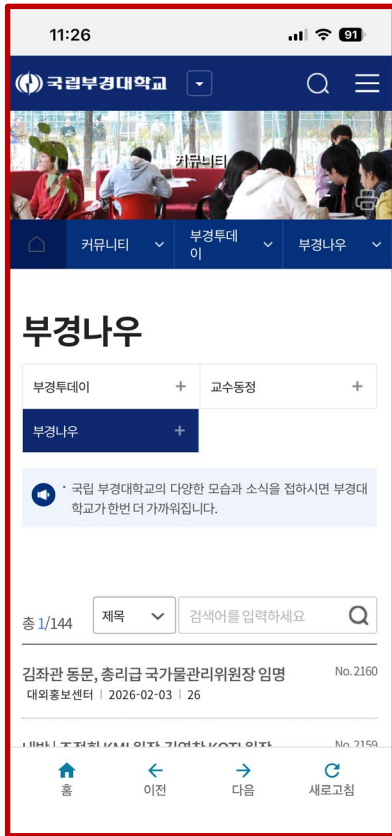 11:26
91
국립부경대학교
커뮤니티
커뮤니티
부경투데
이
부경나우
부경나우
부경투데이
교수동정
부경나우
· 국립 부경대학교의 다양한 모습과 소식을 접하시면 부경대
학교가 한번 더 가까워집니다.
총 1/144
제목
검색어를 입력하세요
김좌관 동문, 총리급 국가물관리위원장 임명
No. 2160
대외홍보센터 | 2026-02-03 | 26
No. 2159
홈
이전
다음
새로고침